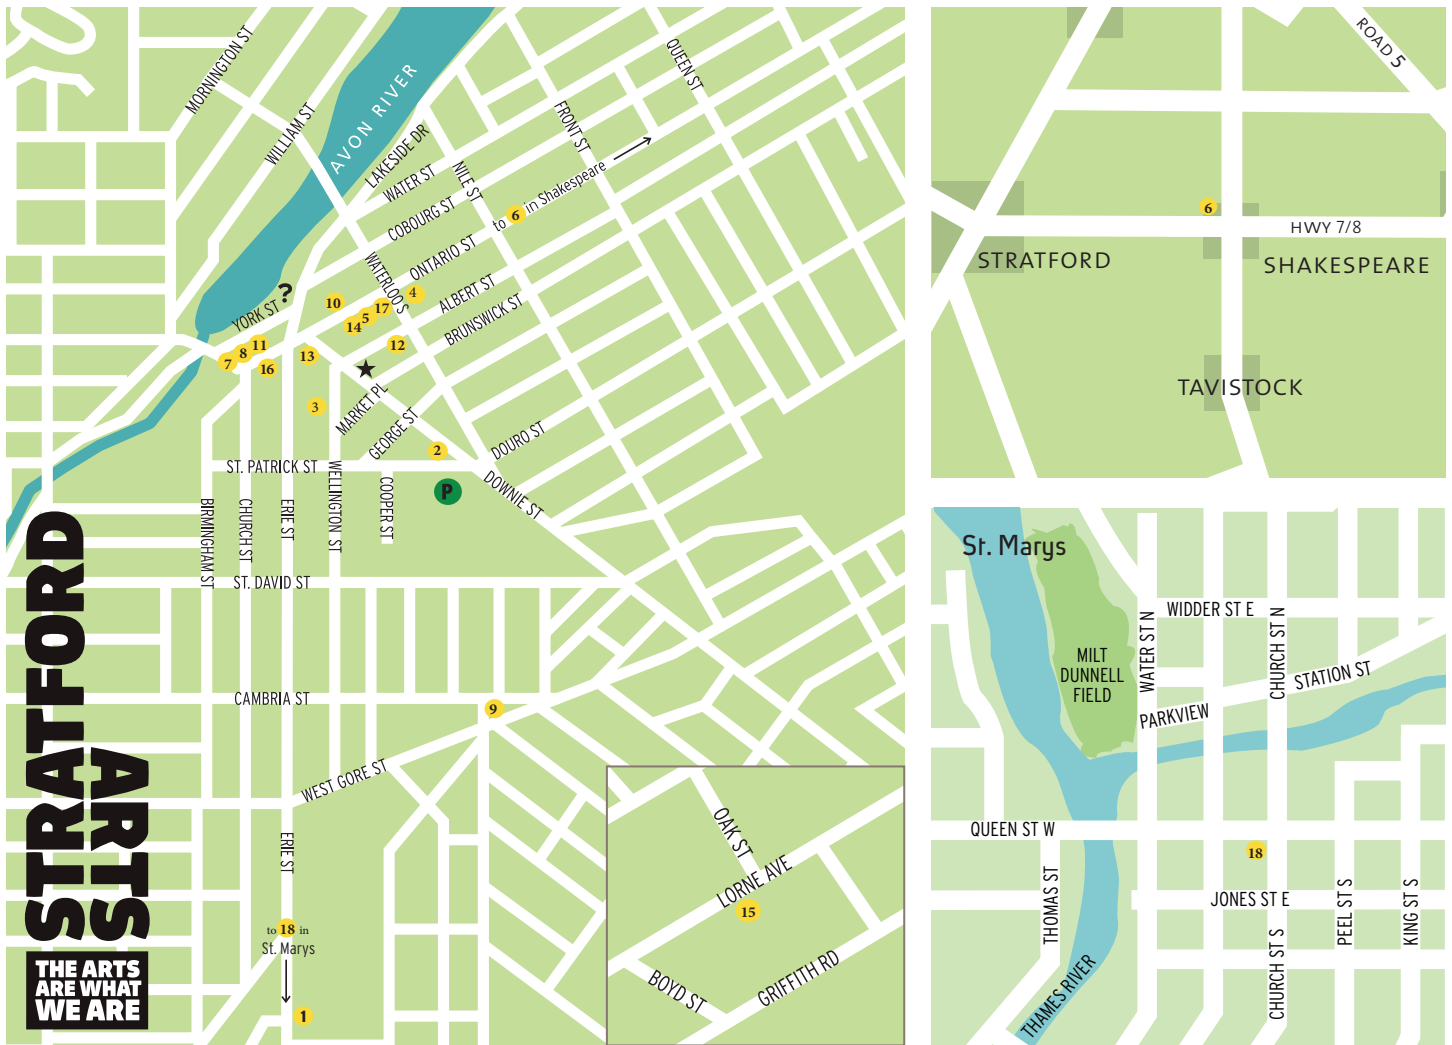 MORNINGTON ST
WILLIAM ST
AVON RIVER
LAKESIDE DR
WATER ST
COBOURG ST
NILE ST
FRONT ST
QUEEN ST
to 6 in Shakespeare
ONTARIO ST
WATERLOO S
ALBERT ST
BRUNSWICK ST
YORK ST
?
10
14
5
17
4
12
7
8
11
16
13
3
MARKET PL
GEORGE ST
2
DOURO ST
DOWNIE ST
P
ST. PATRICK ST
BIRMINGHAM ST
CHURCH ST
ERIE ST
WELLINGTON ST
COOPER ST
ST. DAVID ST
CAMBRIA ST
9
WEST GORE ST
ERIE ST
to 18 in
St. Marys
1
STRATFORD
ARTS
THE ARTS
ARE WHAT
WE ARE
OAK ST
LORNE AVE
15
BOYD ST
GRIFFITH RD
ROAD 5
6
HWY 7/8
STRATFORD
SHAKESPEARE
TAVISTOCK
St. Marys
MILT
DUNNELL
FIELD
WATER ST N
WIDDER ST E
CHURCH ST N
STATION ST
PARKVIEW
QUEEN ST W
18
THOMAS ST
JONES ST E
PEEL ST S
KING ST S
CHURCH ST S
THAMES RIVER